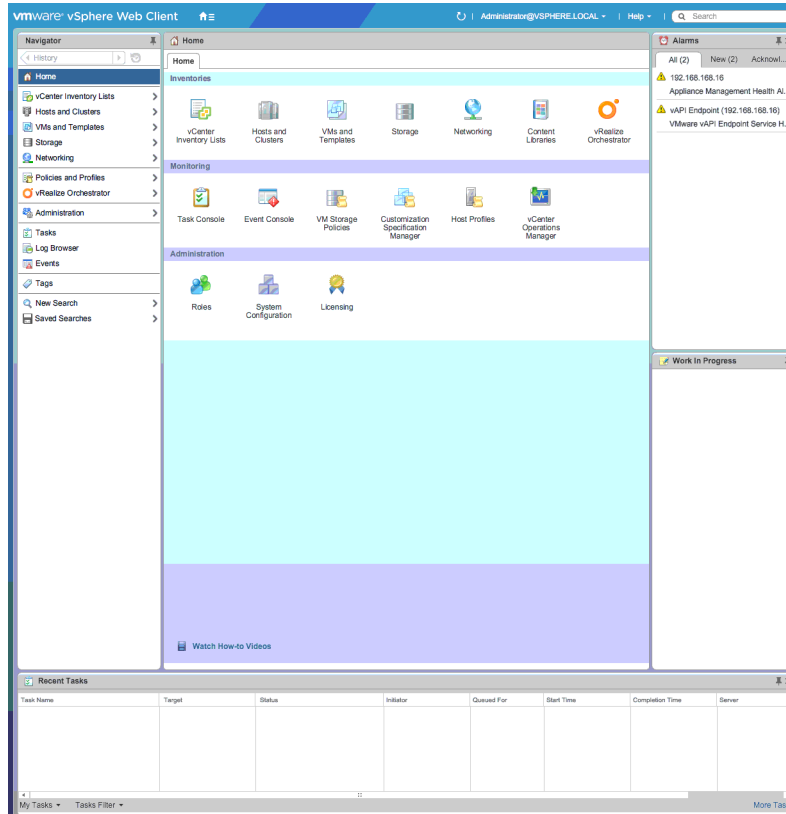 vmware® vSphere Web Client
Administrator@VSPHERE.LOCAL
Help
Search
Navigator
History
Home
vCenter Inventory Lists
Hosts and Clusters
VMs and Templates
Storage
Networking
Policies and Profiles
vRealize Orchestrator
Administration
Tasks
Log Browser
Events
Tags
New Search
Saved Searches
Home
Home
Inventories
vCenter
Inventory Lists
Hosts and
Clusters
VMs and
Templates
Storage
Networking
Content
Libraries
vRealize
Orchestrator
Monitoring
Task Console
Event Console
VM Storage
Policies
Customization
Specification
Manager
Host Profiles
vCenter
Operations
Manager
Administration
Roles
System
Configuration
Licensing
Watch How-to Videos
Alarms
All (2)
New (2)
Acknowl...
192.168.168.16
Appliance Management Health Al.
vAPI Endpoint (192.168.168.16)
VMware vAPI Endpoint Service H.
Work In Progress
Recent Tasks
Task Name
Target
Status
Initiator
Queued For
Start Time
Completion Time
Server
My Tasks
Tasks Filter
More Tas